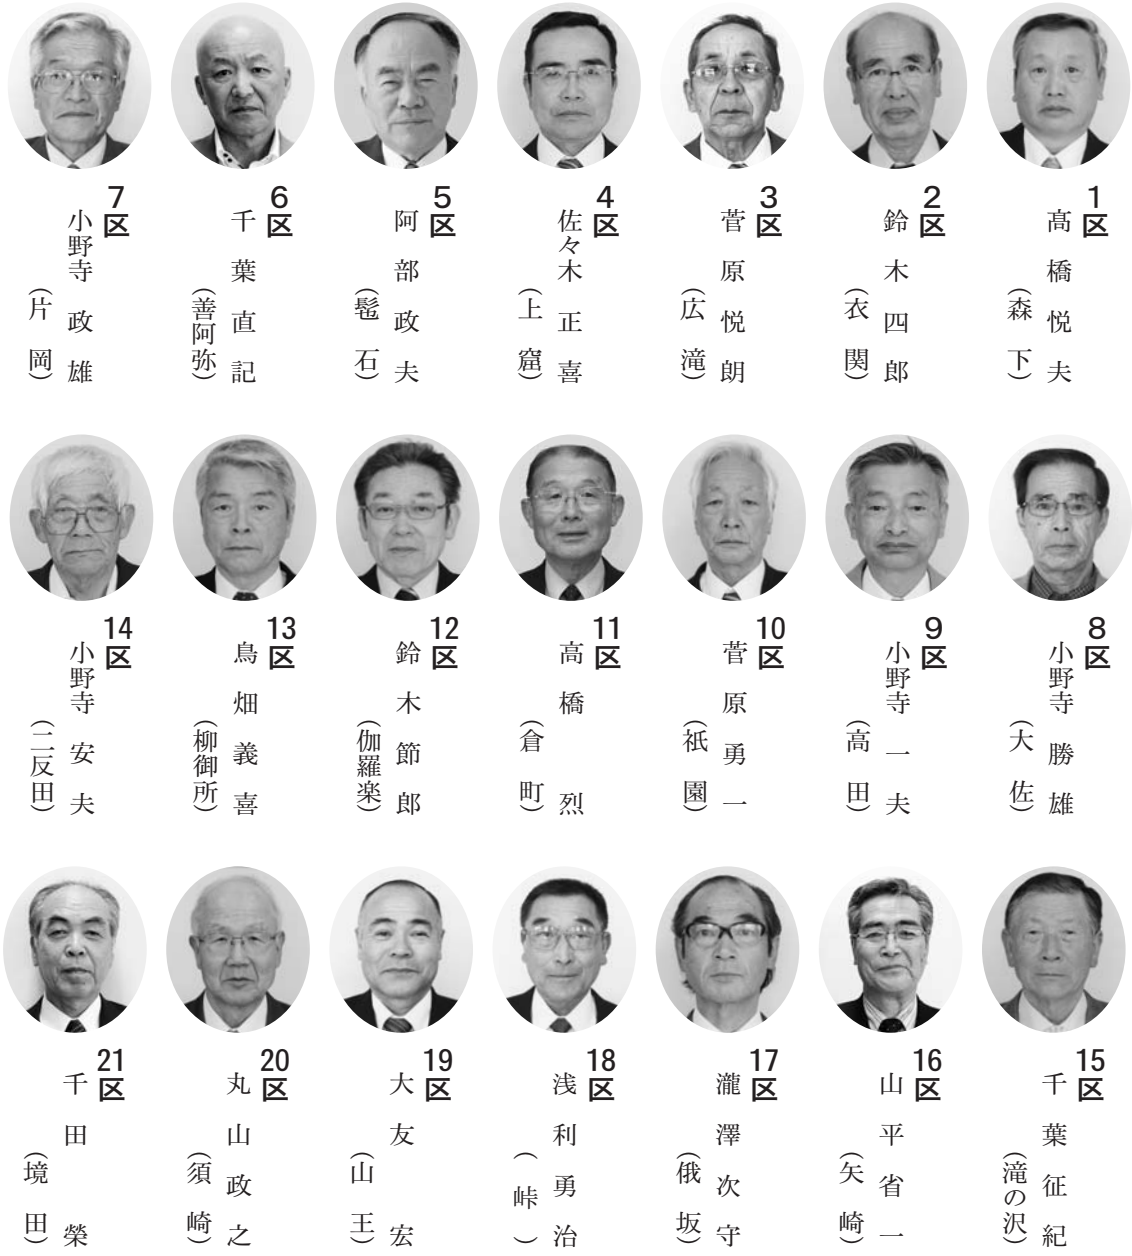 1区
高橋悦夫
(森下)
2区
鈴木四郎
(衣関)
3区
菅原悦朗
(広滝)
4区
佐々木正喜
(上窟)
5区
阿部政夫
(髢石)
6区
千葉直記
(善阿弥)
7区
小野寺政雄
(片岡)
8区
小野寺勝雄
(大佐)
9区
小野寺一夫
(高田)
10区
菅原勇一
(祇園)
11区
高橋烈
(倉町)
12区
鈴木節郎
(伽羅楽)
13区
鳥畑義喜
(柳御所)
14区
小野寺安夫
(二反田)
15区
千葉征紀
(滝の沢)
16区
山平省一
(矢崎)
17区
瀧澤次守
(俄坂)
18区
浅利勇治
(峠)
19区
大友宏
(山王)
20区
丸山政之
(須崎)
21区
千田榮
(境田)